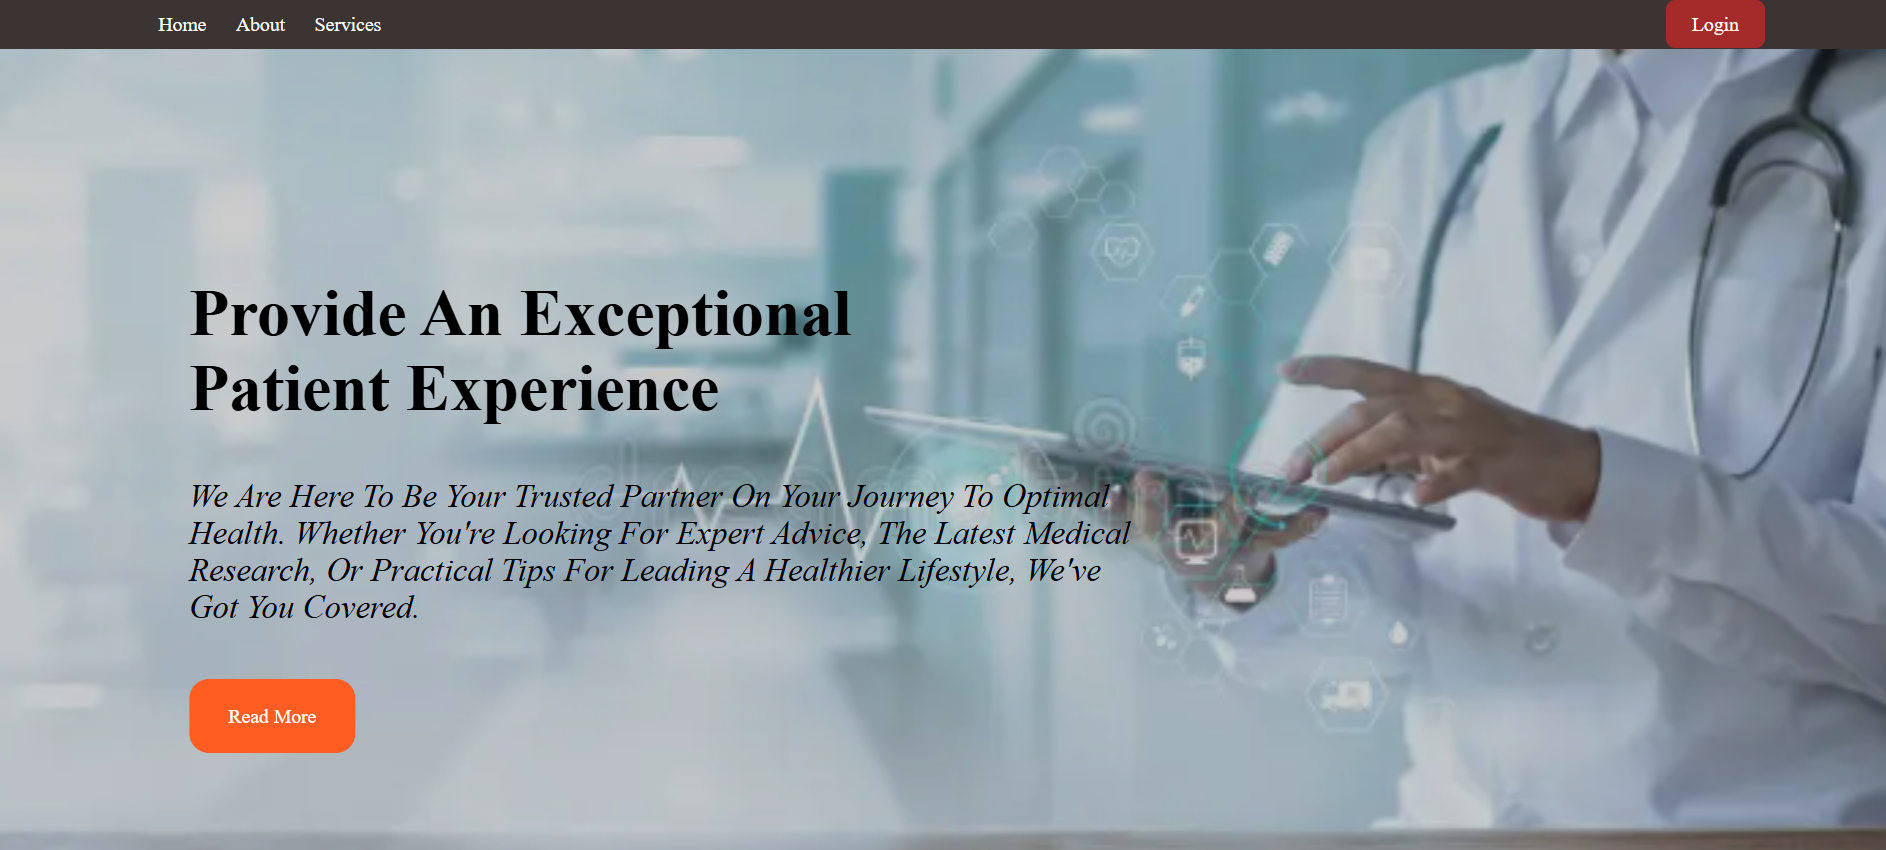 Home About Services Login
Provide An Exceptional
Patient Experience
We Are Here To Be Your Trusted Partner On Your Journey To Optimal
Health. Whether You're Looking For Expert Advice, The Latest Medical
Research, Or Practical Tips For Leading A Healthier Lifestyle, We've
Got You Covered.
Read More